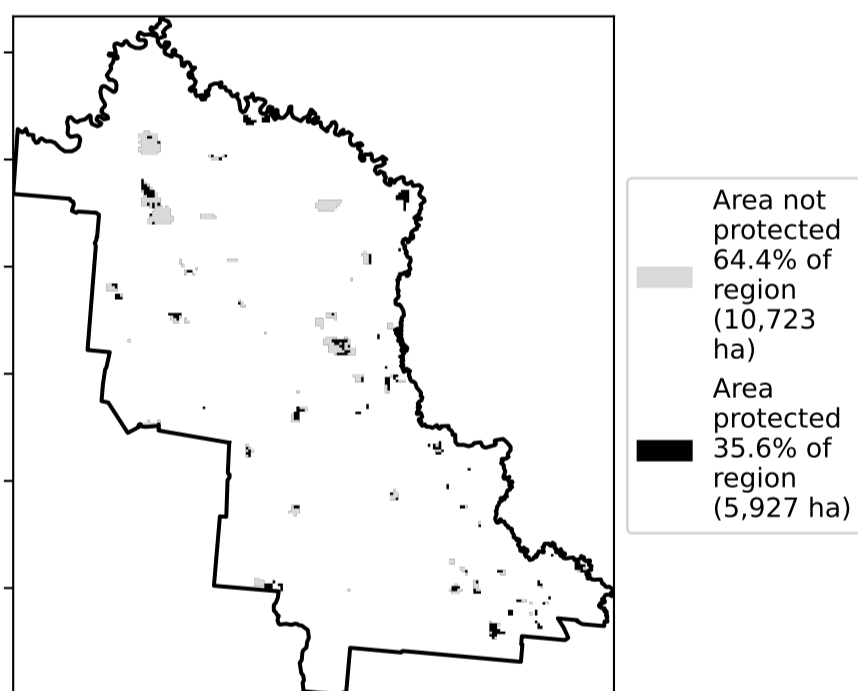 Area not
protected
64.4% of
region
(10,723
ha)
Area
protected
35.6% of
region
(5,927 ha)